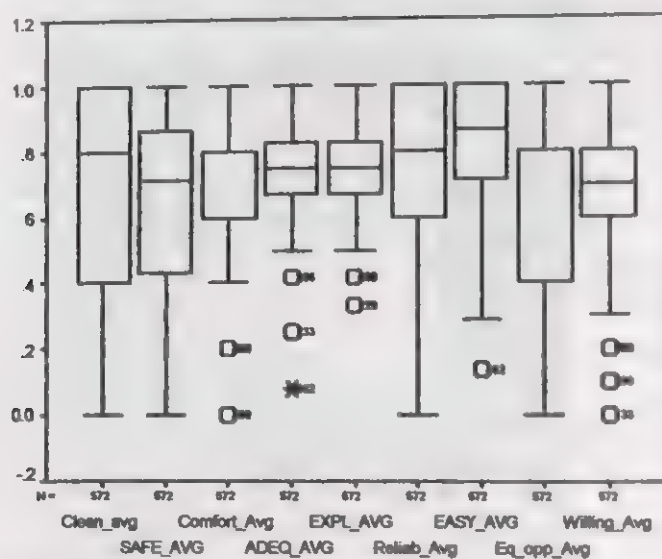 1.2
1.0
.8
.6
.4
.2
0.0
-.2
N = 572 572 572 572 572 572 572 572 572
Clean_avg Comfort_Avg EXPL_AVG EASY_AVG Willing_Avg
SAFE_AVG ADEQ_AVG Reliab_Avg Eq_opp_Avg